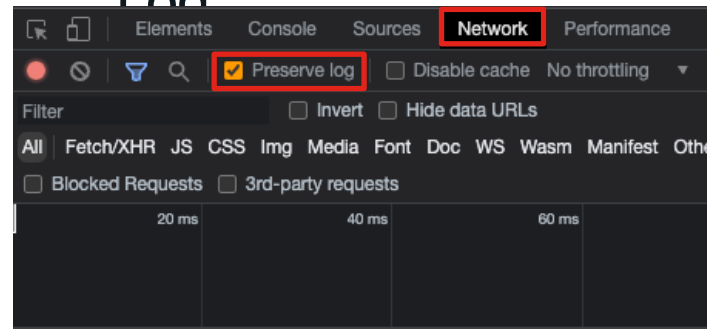 Elements Console Sources Network Performance
Preserve log Disable cache No throttling
Filter Invert Hide data URLs
All Fetch/XHR JS CSS Img Media Font Doc WS Wasm Manifest
Blocked Requests 3rd-party requests
20 ms 40 ms 60 ms